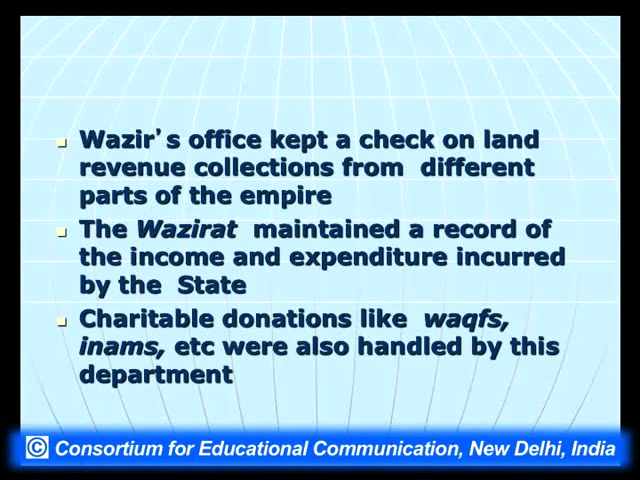 Wazir's office kept a check on land
revenue collections from different
parts of the empire
The Wazirat maintained a record of
the income and expenditure incurred
by the State
Charitable donations like waqfs,
inams, etc were also handled by this
department
© Consortium for Educational Communication, New Delhi, India